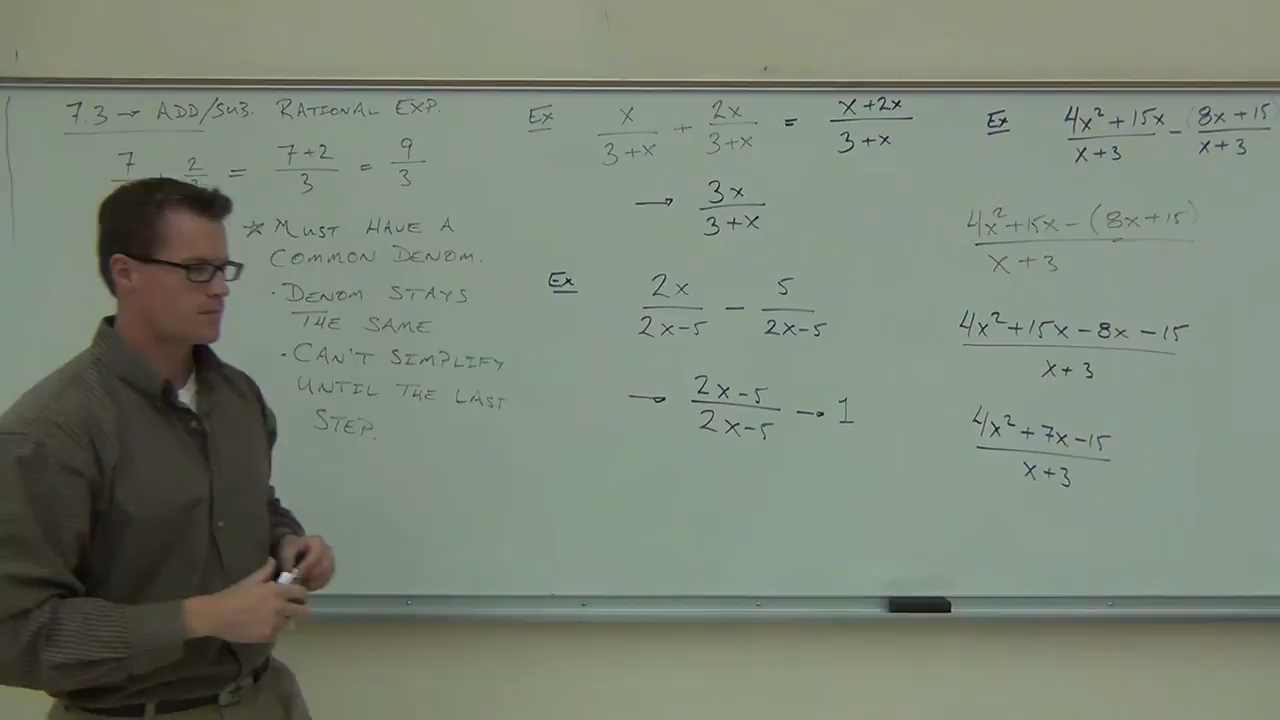 7.3 → ADD/SUB. RATIONAL EXP.
7/ + 2/ = (7+2)/3 = 9/3
* MUST HAVE A
COMMON DENOM.
· DENOM STAYS
THE SAME
· CAN'T SIMPLIFY
UNTIL THE LAST
STEP.
Ex x/(3+x) + 2x/(3+x) = (x+2x)/(3+x)
→ 3x/(3+x)
Ex 2x/(2x-5) - 5/(2x-5)
→ (2x-5)/(2x-5) → 1
Ex (4x²+15x)/(x+3) - (8x+15)/(x+3)
(4x²+15x-(8x+15))/(x+3)
(4x²+15x-8x-15)/(x+3)
(4x²+7x-15)/(x+3)